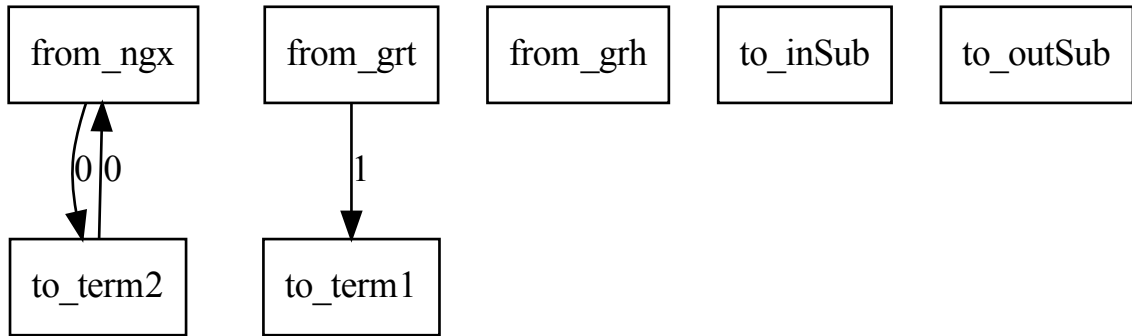 from_ngx
from_grt
from_grh
to_inSub
to_outSub
0
0
1
to_term2
to_term1